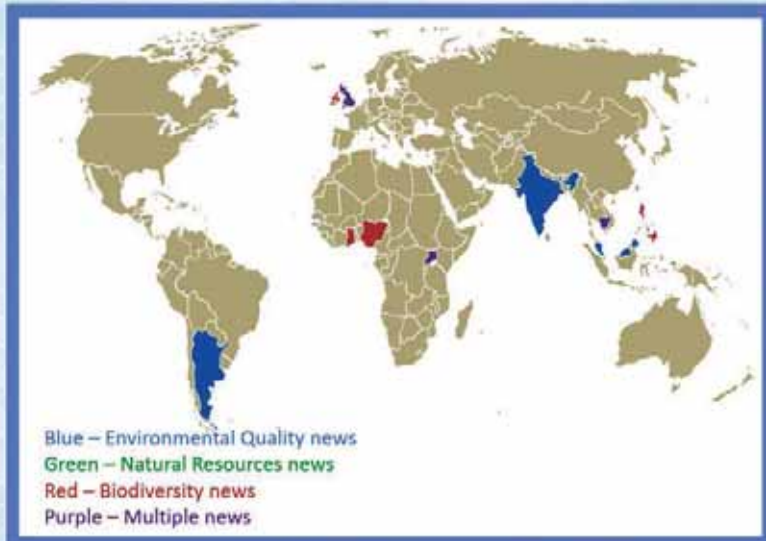 Blue – Environmental Quality news
Green – Natural Resources news
Red – Biodiversity news
Purple – Multiple news